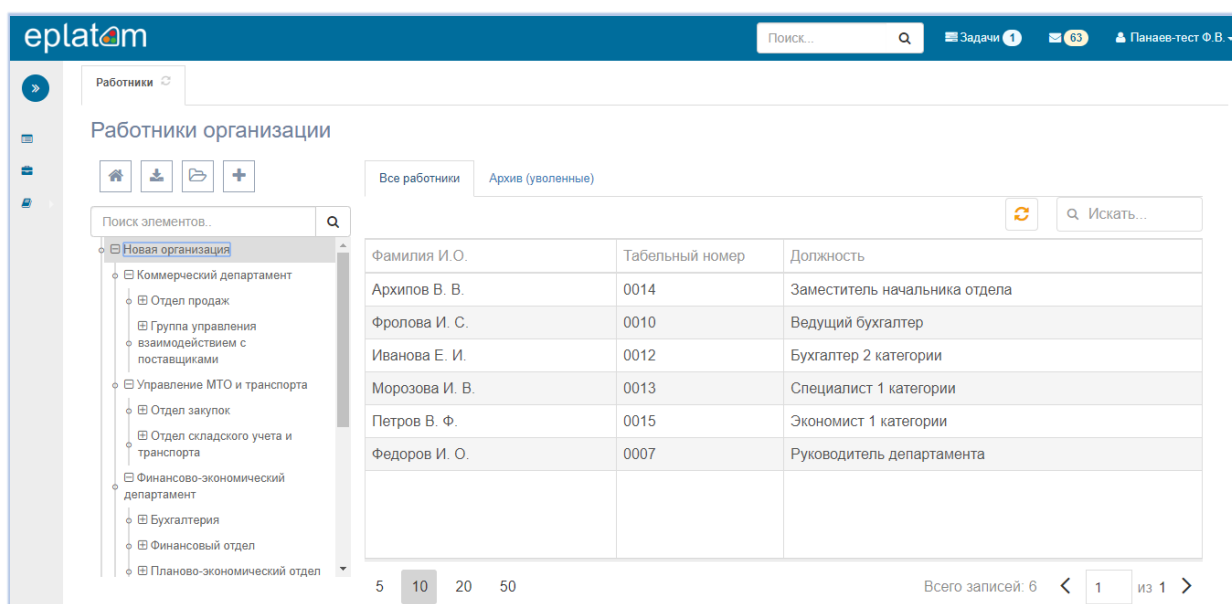 eplatom
Поиск...
Задачи 1
63
Панаев-тест Ф.В.
Работники
Работники организации
Поиск элементов..
Новая организация
Коммерческий департамент
Отдел продаж
Группа управления
взаимодействием с
поставщиками
Управление МТО и транспорта
Отдел закупок
Отдел складского учета и
транспорта
Финансово-экономический
департамент
Бухгалтерия
Финансовый отдел
Планово-экономический отдел
Все работники Архив (уволенные)
Искать...
Фамилия И.О. Табельный номер Должность
Архипов В. В. 0014 Заместитель начальника отдела
Фролова И. С. 0010 Ведущий бухгалтер
Иванова Е. И. 0012 Бухгалтер 2 категории
Морозова И. В. 0013 Специалист 1 категории
Петров В. Ф. 0015 Экономист 1 категории
Федоров И. О. 0007 Руководитель департамента
5 10 20 50
Всего записей: 6 1 из 1